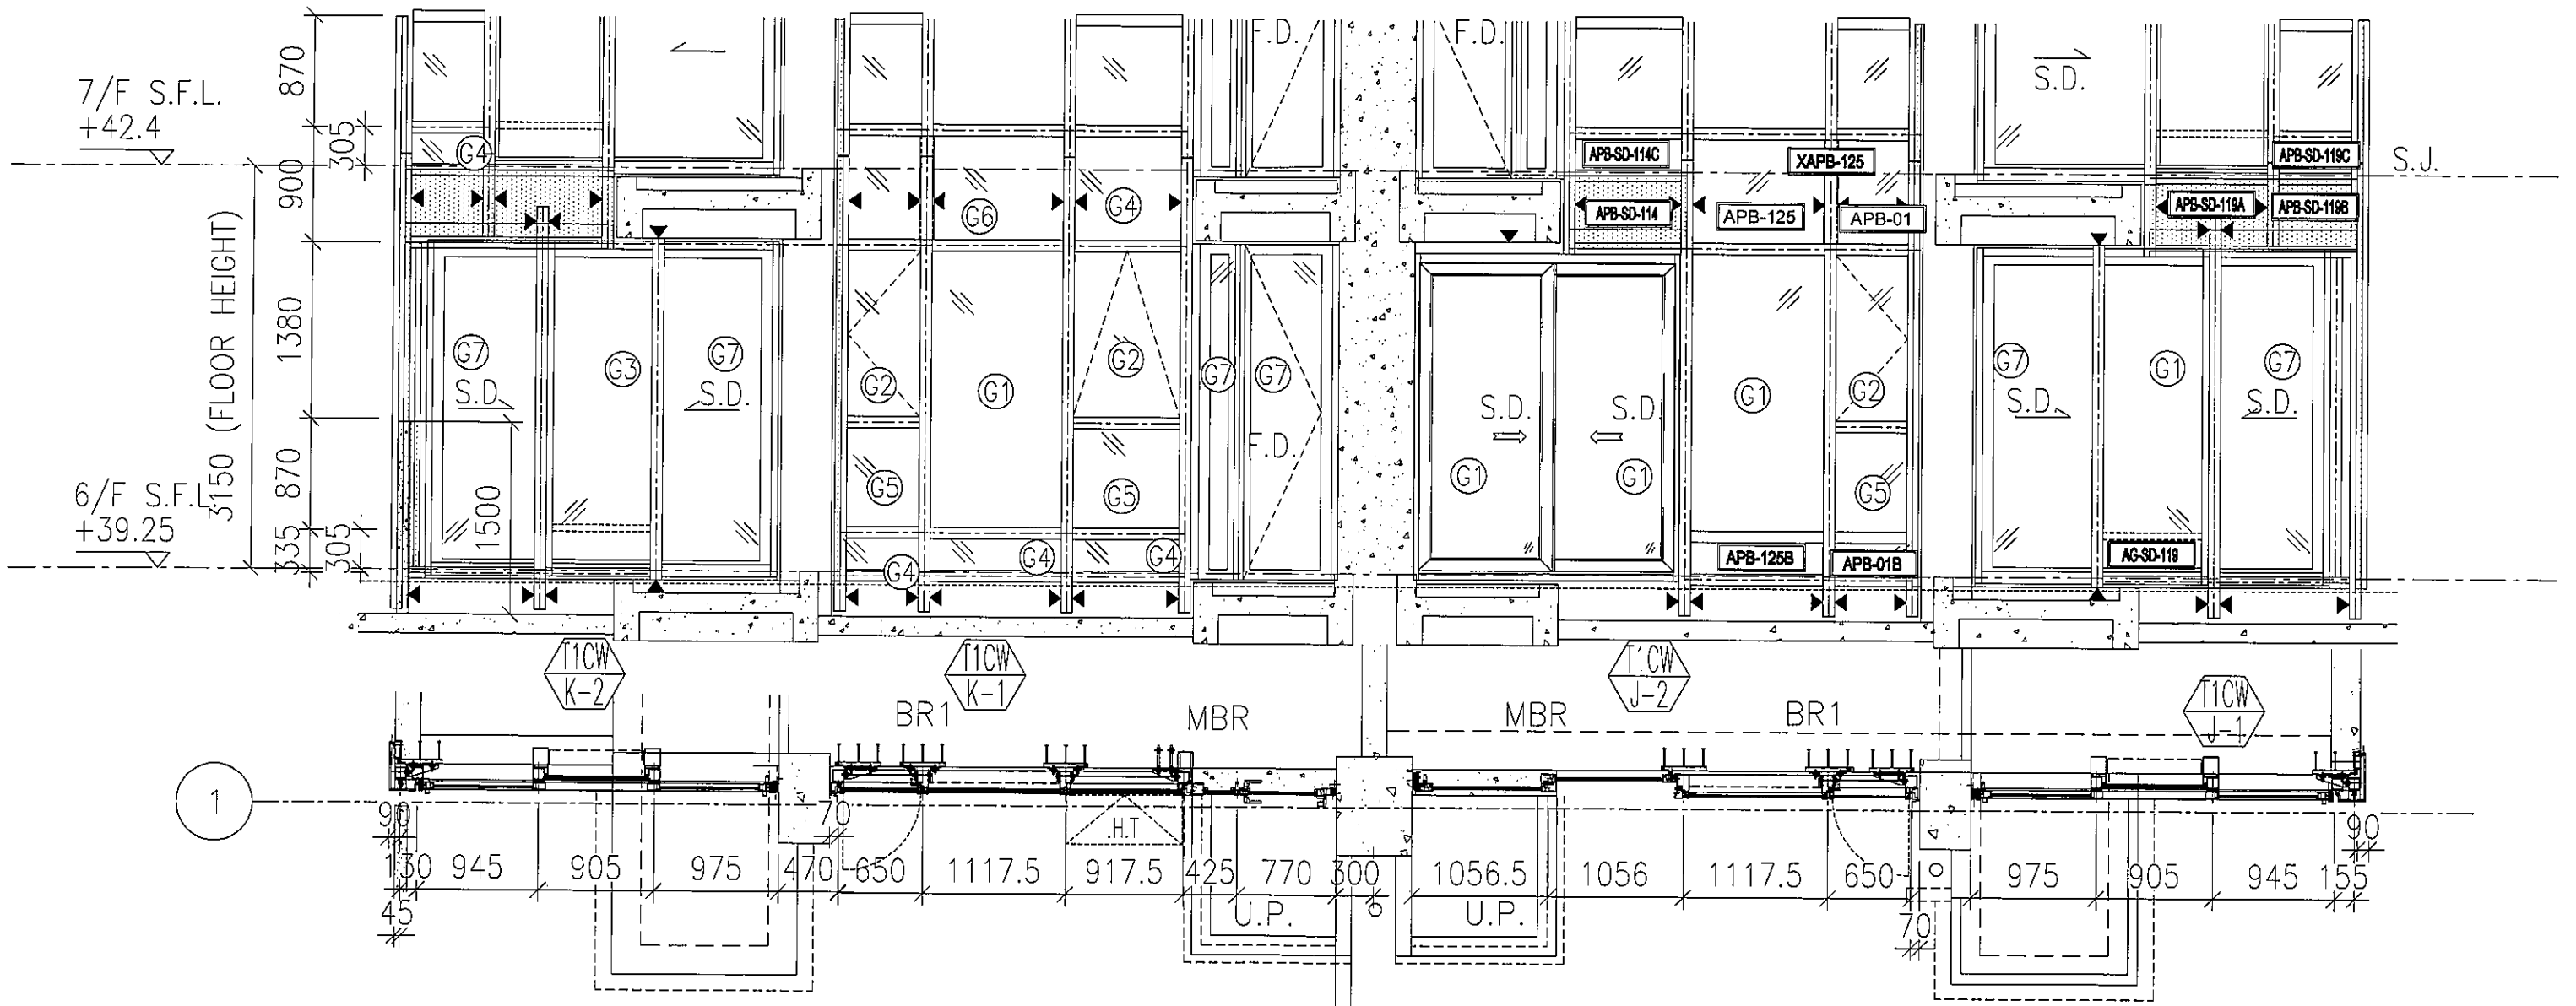 870
7/F S.F.L.
+42.4
305
900
3150 (FLOOR HEIGHT)
1380
870
6/F S.F.L
+39.25
335
305
1500
F.D.
F.D.
S.D.
S.J.
G4
G6
G4
APB-SD-114C
XAPB-125
APB-SD-119C
APB-SD-114
APB-125
APB-01
APB-SD-119A
APB-SD-119B
G7
S.D.
G3
G7
S.D.
G2
G1
G2
G7
G7
F.D.
G5
G5
G4
G4
G4
S.D.
S.D.
G1
G1
G1
G2
G5
APB-125B
APB-01B
G7
S.D.
G1
G7
S.D.
AG-SD-119
T1CW
K-2
T1CW
K-1
T1CW
J-2
T1CW
J-1
BR1
MBR
MBR
BR1
1
90
70
.H.T
90
130
945
905
975
470
650
1117.5
917.5
425
770
300
1056.5
1056
1117.5
650
975
905
945
155
45
U.P.
U.P.
70